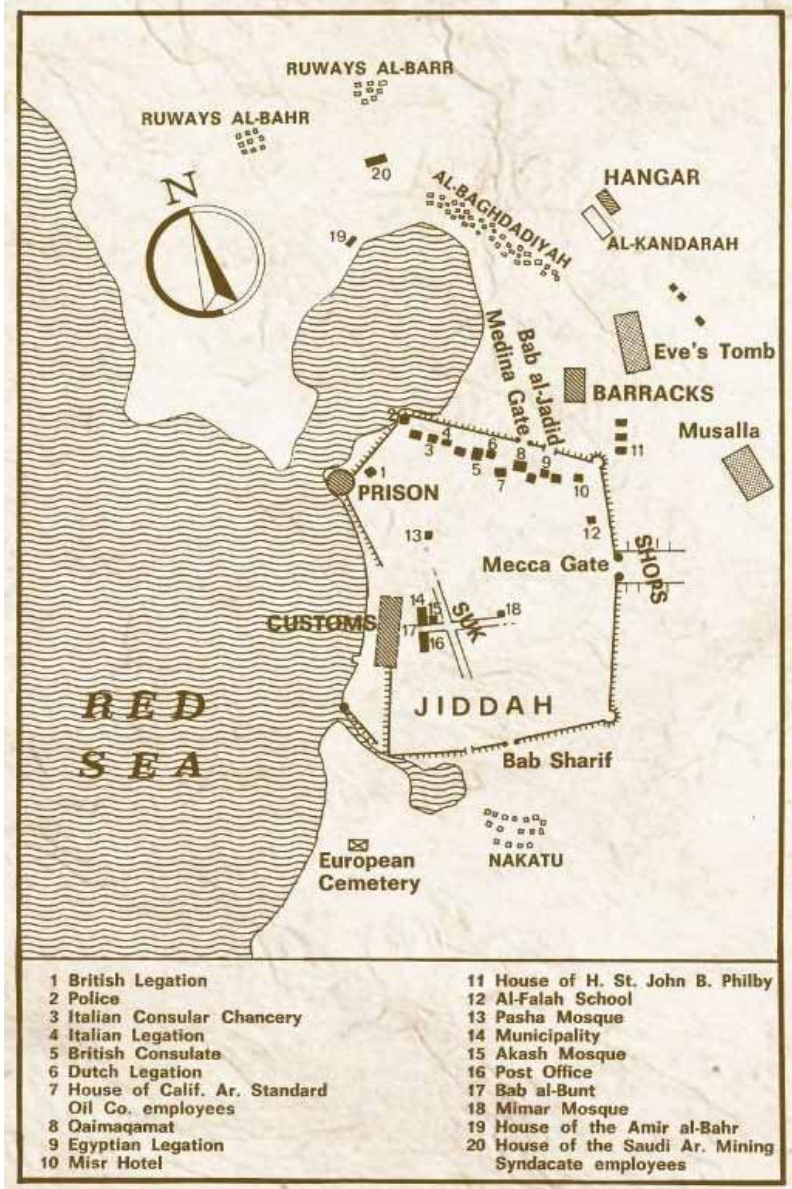 RUWAYS AL-BARR
RUWAYS AL-BAHR
N
20
AL-BAGHDADIYAH
HANGAR
AL-KANDARAH
19
Medina Gate
Bab al-Jadid
Eve's Tomb
BARRACKS
Musalla
2
3
4
5
6
7
8
9
10
11
1
PRISON
12
13
Mecca Gate
SHOPS
CUSTOMS
14
15
SUK
18
17
16
JIDDAH
RED
SEA
Bab Sharif
NAKATU
European
Cemetery
1 British Legation
2 Police
3 Italian Consular Chancery
4 Italian Legation
5 British Consulate
6 Dutch Legation
7 House of Calif. Ar. Standard
Oil Co. employees
8 Qaimaqamat
9 Egyptian Legation
10 Misr Hotel
11 House of H. St. John B. Philby
12 Al-Falah School
13 Pasha Mosque
14 Municipality
15 Akash Mosque
16 Post Office
17 Bab al-Bunt
18 Mimar Mosque
19 House of the Amir al-Bahr
20 House of the Saudi Ar. Mining
Syndacate employees